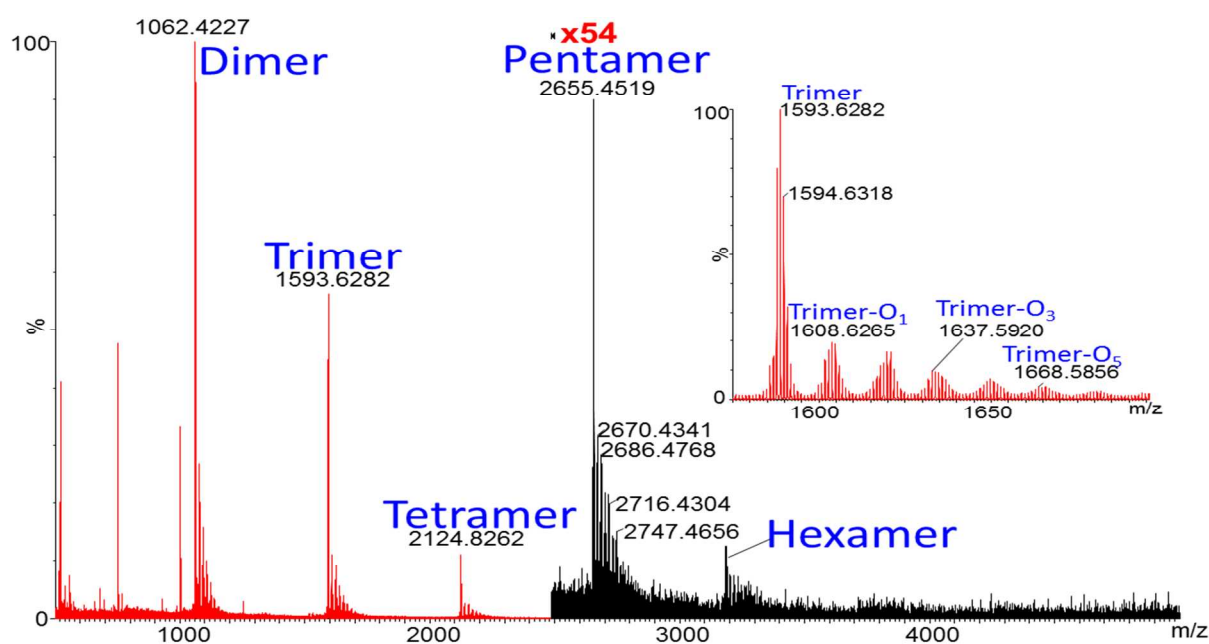 1062.4227
100
x54
Dimer
Pentamer
2655.4519
Trimer
1593.6282
100
1594.6318
Trimer
1593.6282
%
Trimer-O₁
1608.6265
Trimer-O₃
1637.5920
Trimer-O₅
1668.5856
%
0
1600
1650
m/z
2670.4341
2686.4768
Tetramer
2124.8262
2716.4304
2747.4656
Hexamer
0
1000
2000
3000
4000
m/z